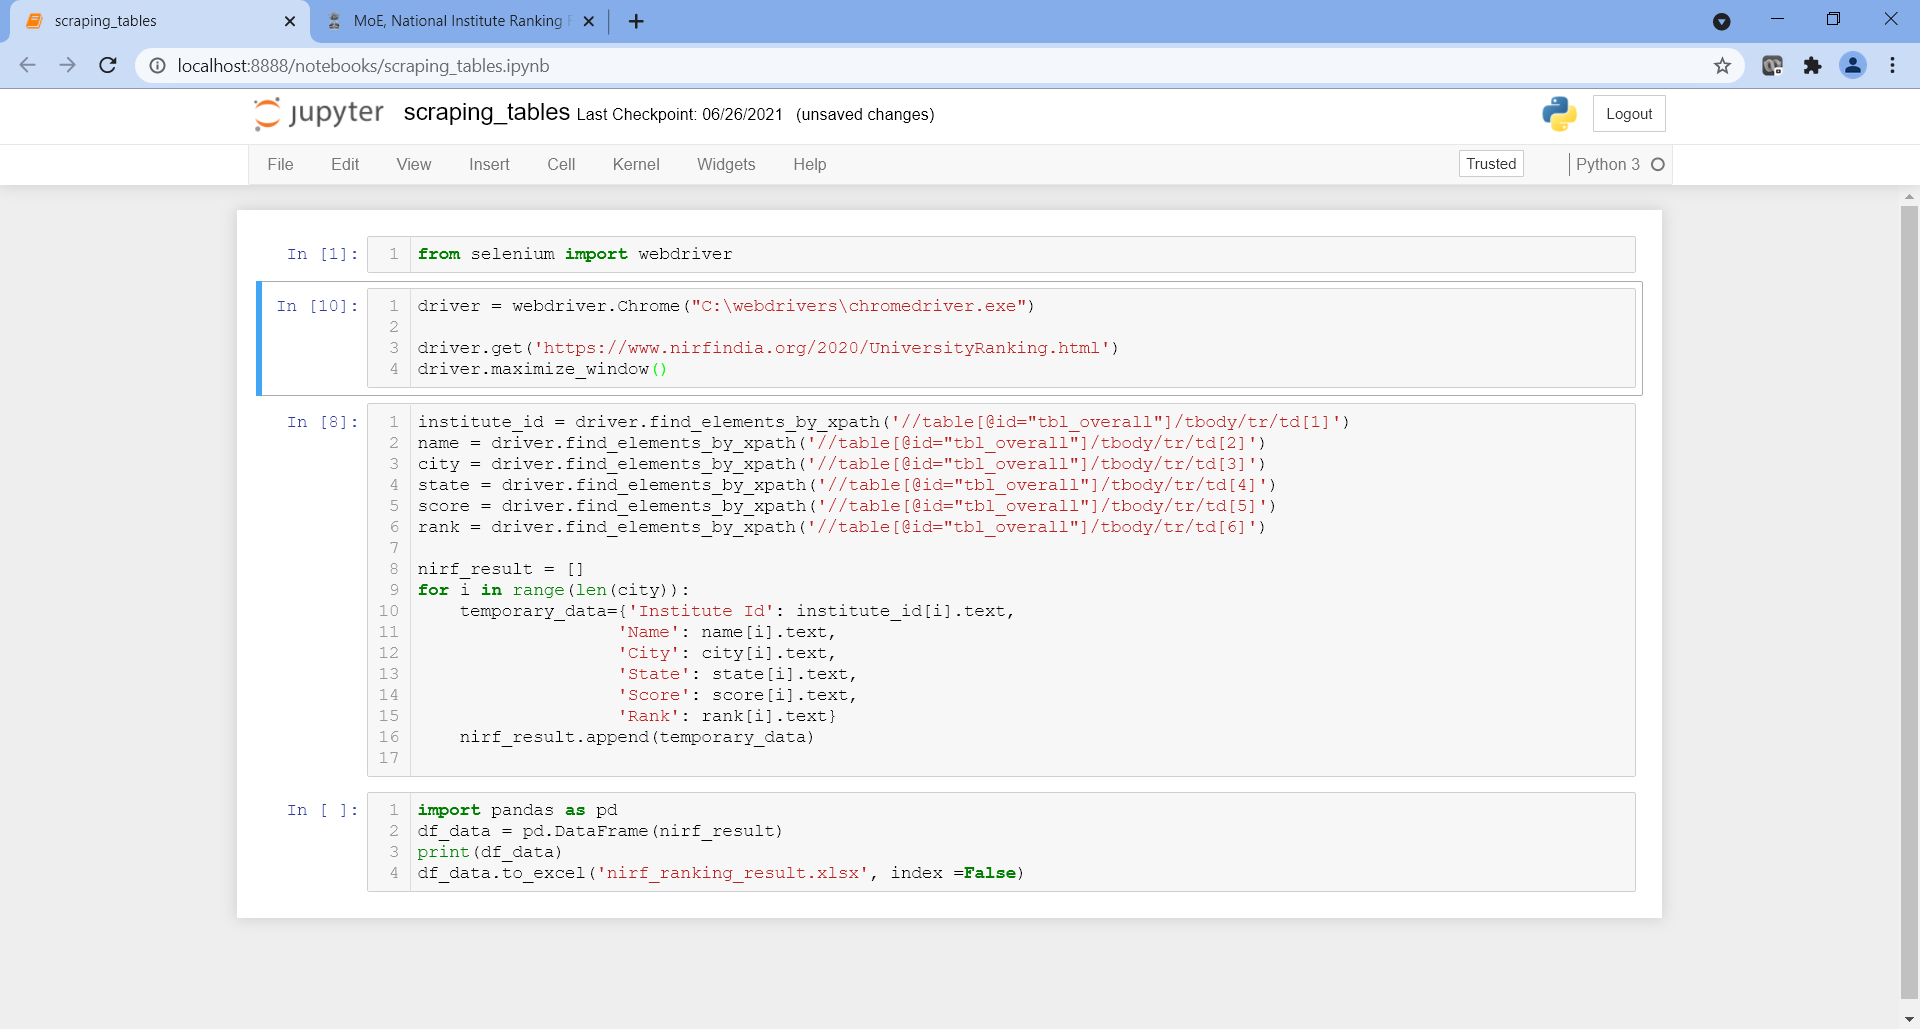 scraping_tables
MoE, National Institute Ranking F
localhost:8888/notebooks/scraping_tables.ipynb
jupyter scraping_tables Last Checkpoint: 06/26/2021 (unsaved changes)
Logout
File Edit View Insert Cell Kernel Widgets Help
Trusted Python 3
In [1]:
1 from selenium import webdriver
In [10]:
1 driver = webdriver.Chrome("C:\webdrivers\chromedriver.exe")
2
3 driver.get('https://www.nirfindia.org/2020/UniversityRanking.html')
4 driver.maximize_window()
In [8]:
1 institute_id = driver.find_elements_by_xpath('//table[@id="tbl_overall"]/tbody/tr/td[1]')
2 name = driver.find_elements_by_xpath('//table[@id="tbl_overall"]/tbody/tr/td[2]')
3 city = driver.find_elements_by_xpath('//table[@id="tbl_overall"]/tbody/tr/td[3]')
4 state = driver.find_elements_by_xpath('//table[@id="tbl_overall"]/tbody/tr/td[4]')
5 score = driver.find_elements_by_xpath('//table[@id="tbl_overall"]/tbody/tr/td[5]')
6 rank = driver.find_elements_by_xpath('//table[@id="tbl_overall"]/tbody/tr/td[6]')
7
8 nirf_result = []
9 for i in range(len(city)):
10     temporary_data={'Institute Id': institute_id[i].text,
11                    'Name': name[i].text,
12                    'City': city[i].text,
13                    'State': state[i].text,
14                    'Score': score[i].text,
15                    'Rank': rank[i].text}
16     nirf_result.append(temporary_data)
17
In [ ]:
1 import pandas as pd
2 df_data = pd.DataFrame(nirf_result)
3 print(df_data)
4 df_data.to_excel('nirf_ranking_result.xlsx', index =False)